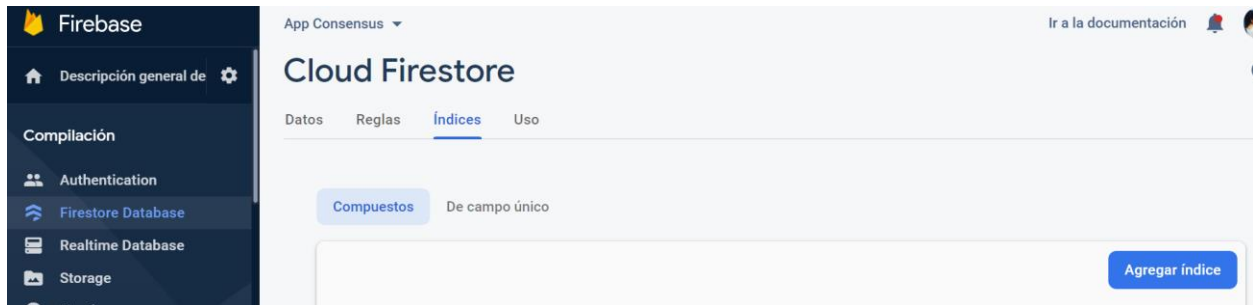 Firebase
Descripción general de
Compilación
Authentication
Firestore Database
Realtime Database
Storage
App Consensus
Ir a la documentación
Cloud Firestore
Datos Reglas Índices Uso
Compuestos De campo único
Agregar índice